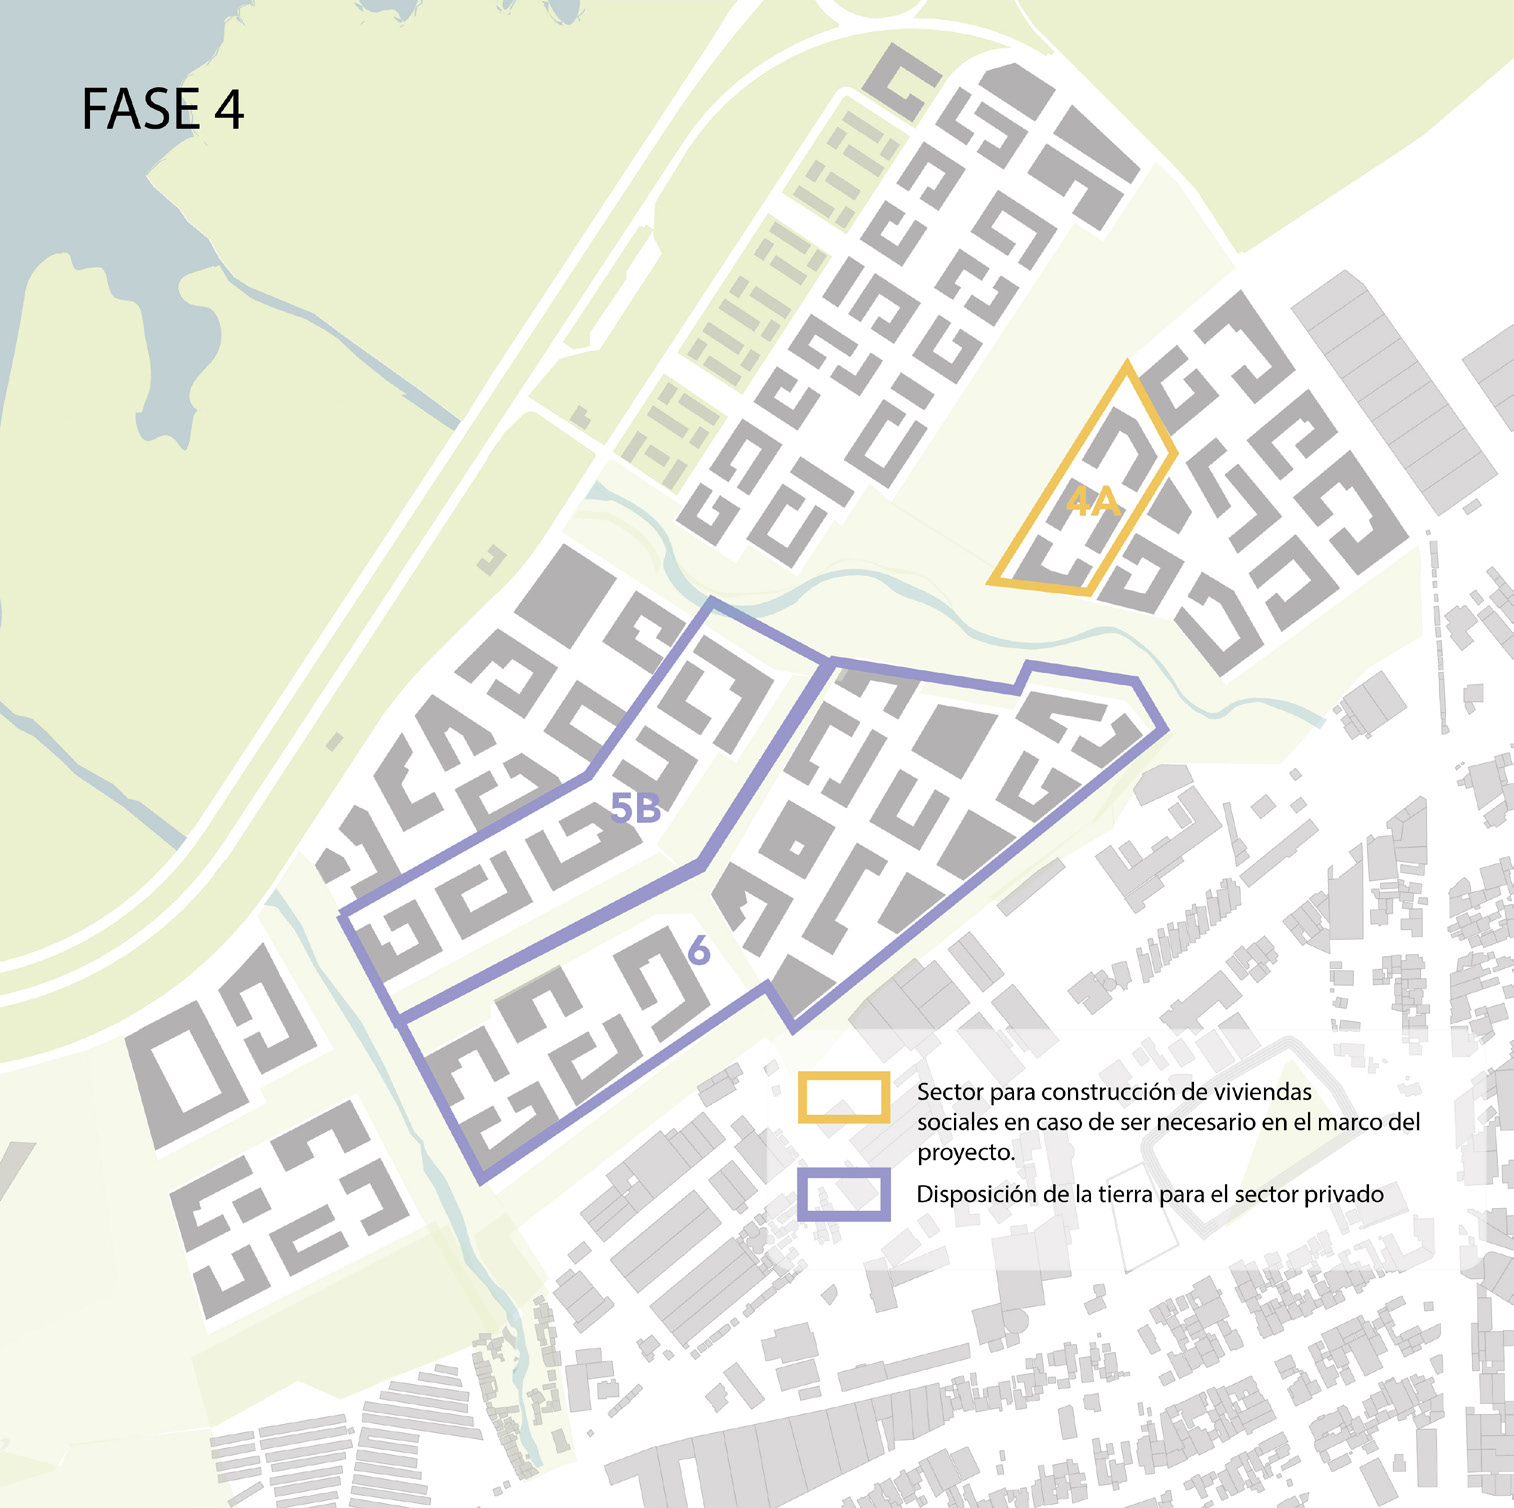 FASE 4
4A
5B
6
Sector para construcción de viviendas
sociales en caso de ser necesario en el marco del
proyecto.
Disposición de la tierra para el sector privado